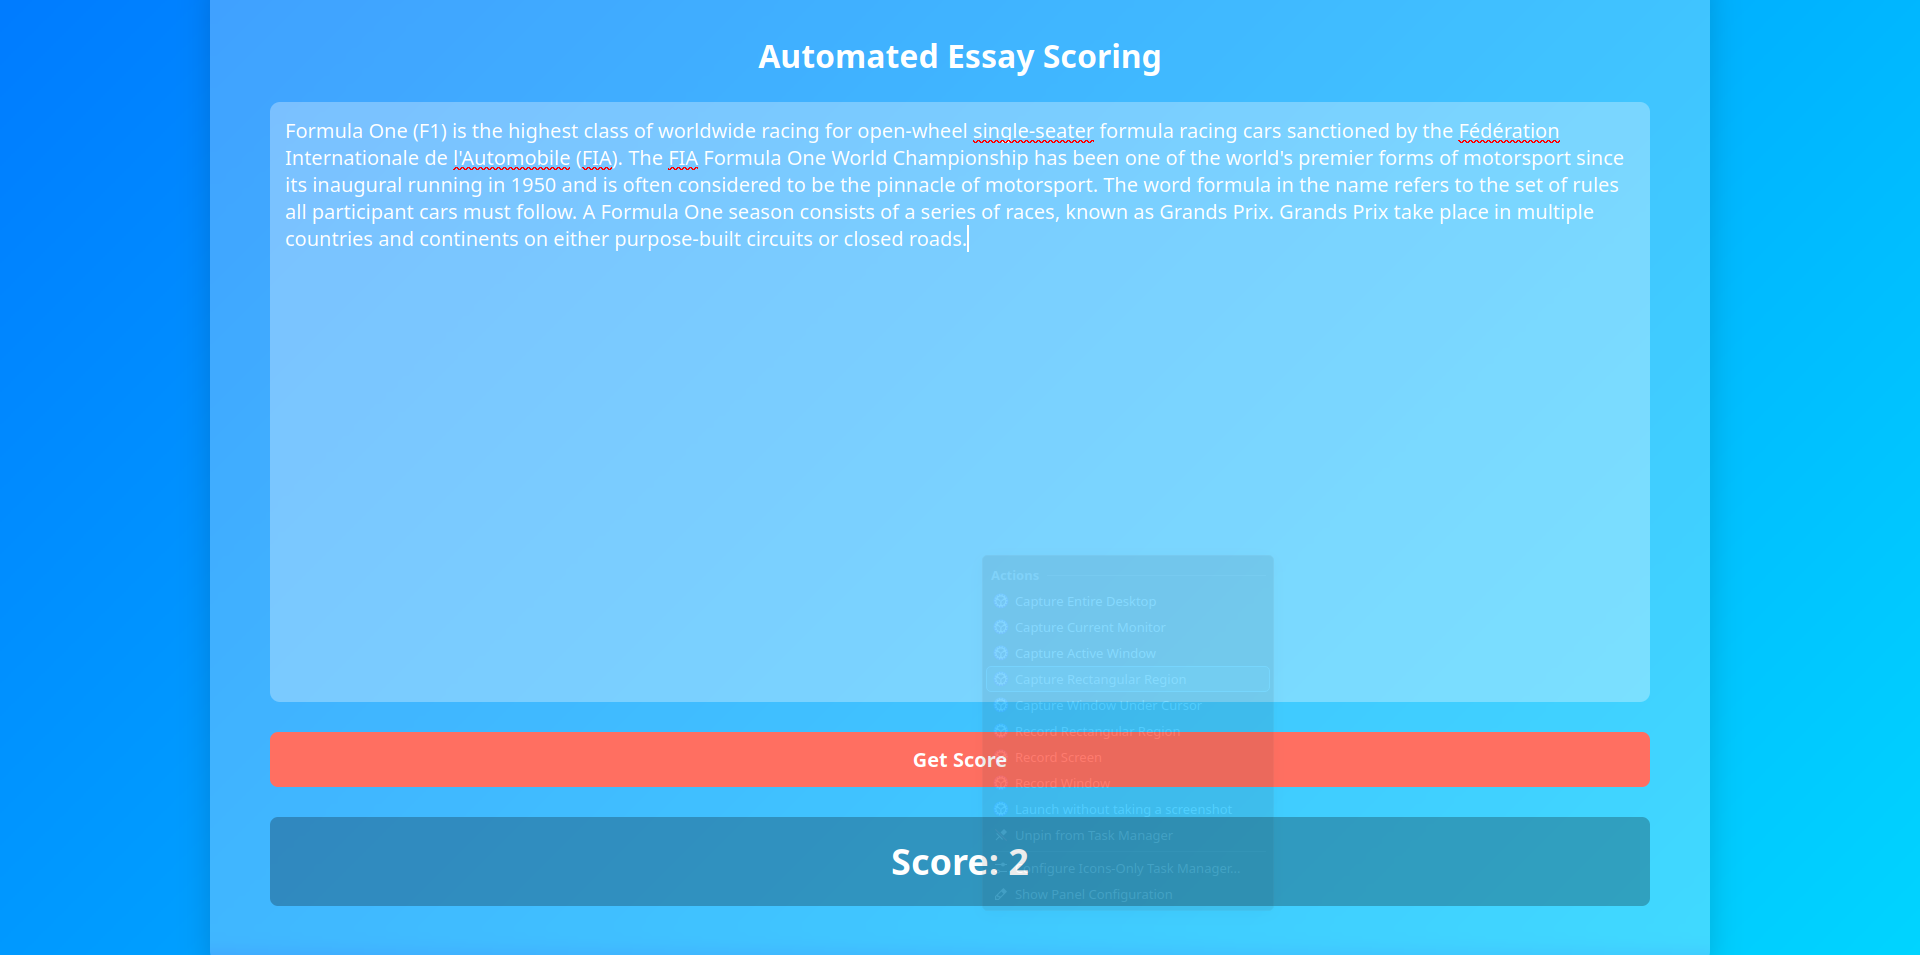 Automated Essay Scoring
Formula One (F1) is the highest class of worldwide racing for open-wheel single-seater formula racing cars sanctioned by the Fédération
Internationale de l'Automobile (FIA). The FIA Formula One World Championship has been one of the world's premier forms of motorsport since
its inaugural running in 1950 and is often considered to be the pinnacle of motorsport. The word formula in the name refers to the set of rules
all participant cars must follow. A Formula One season consists of a series of races, known as Grands Prix. Grands Prix take place in multiple
countries and continents on either purpose-built circuits or closed roads.
Actions
Capture Entire Desktop
Capture Current Monitor
Capture Active Window
Capture Rectangular Region
Capture Window Under Cursor
Record Rectangular Region
Get Score
Record Screen
Record Window
Launch without taking a screenshot
Unpin from Task Manager
Score: 2
Icons-Only Task Manager...
Show Panel Configuration